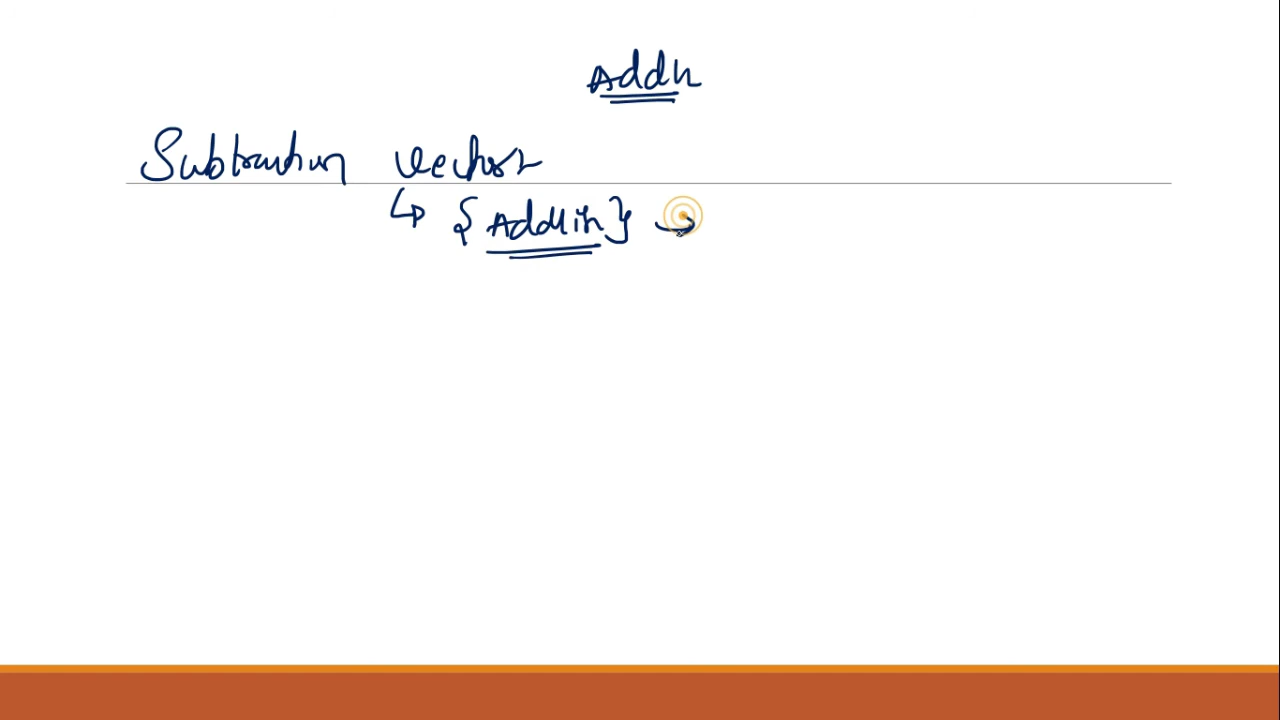 Addn
Subtraction vector
↳ {Addition} →